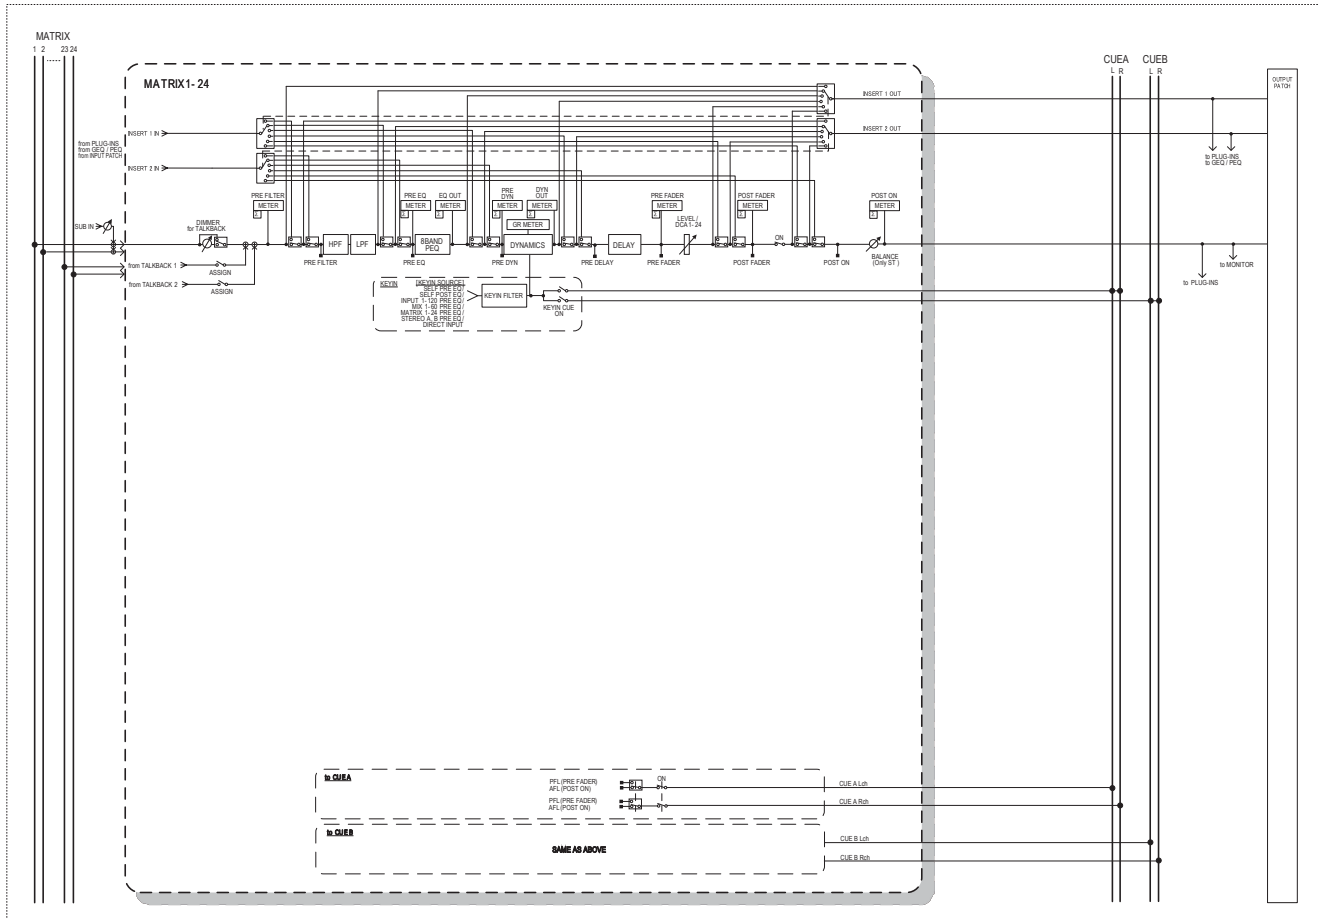 MATRIX
1 2 23 24
CUEA CUEB
L R L R
OUTPUT
PATCH
MATRIX1-24
INSERT 1 OUT
INSERT 2 OUT
INSERT 1 IN
from PLUG-INS
from GEQ / PEQ
from INPUT PATCH
INSERT 2 IN
to PLUG-INS
to GEQ / PEQ
PRE FILTER
METER
PRE EQ
METER
EQ OUT
METER
PRE
DYN
METER
DYN
OUT
METER
GR METER
PRE FADER
METER
POST FADER
METER
POST ON
METER
SUB IN
DIMMER
for TALKBACK
LEVEL /
DCA 1-24
HPF
LPF
8BAND
PEQ
DYNAMICS
DELAY
ON
PRE FILTER
PRE EQ
PRE DYN
PRE DELAY
PRE FADER
POST FADER
POST ON
BALANCE
(Only ST )
to MONITOR
to PLUG-INS
from TALKBACK 1
ASSIGN
from TALKBACK 2
ASSIGN
KEYIN
[KEYIN SOURCE]
SELF PRE EQ /
SELF POST EQ /
INPUT 1-120 PRE EQ /
MIX 1-60 PRE EQ /
MATRIX 1-24 PRE EQ /
STEREO A, B PRE EQ /
DIRECT INPUT
KEYIN FILTER
KEYIN CUE
ON
to CUE A
PFL (PRE FADER)
AFL (POST ON)
ON
PFL (PRE FADER)
AFL (POST ON)
CUE A Lch
CUE A Rch
to CUE B
SAME AS ABOVE
CUE B Lch
CUE B Rch